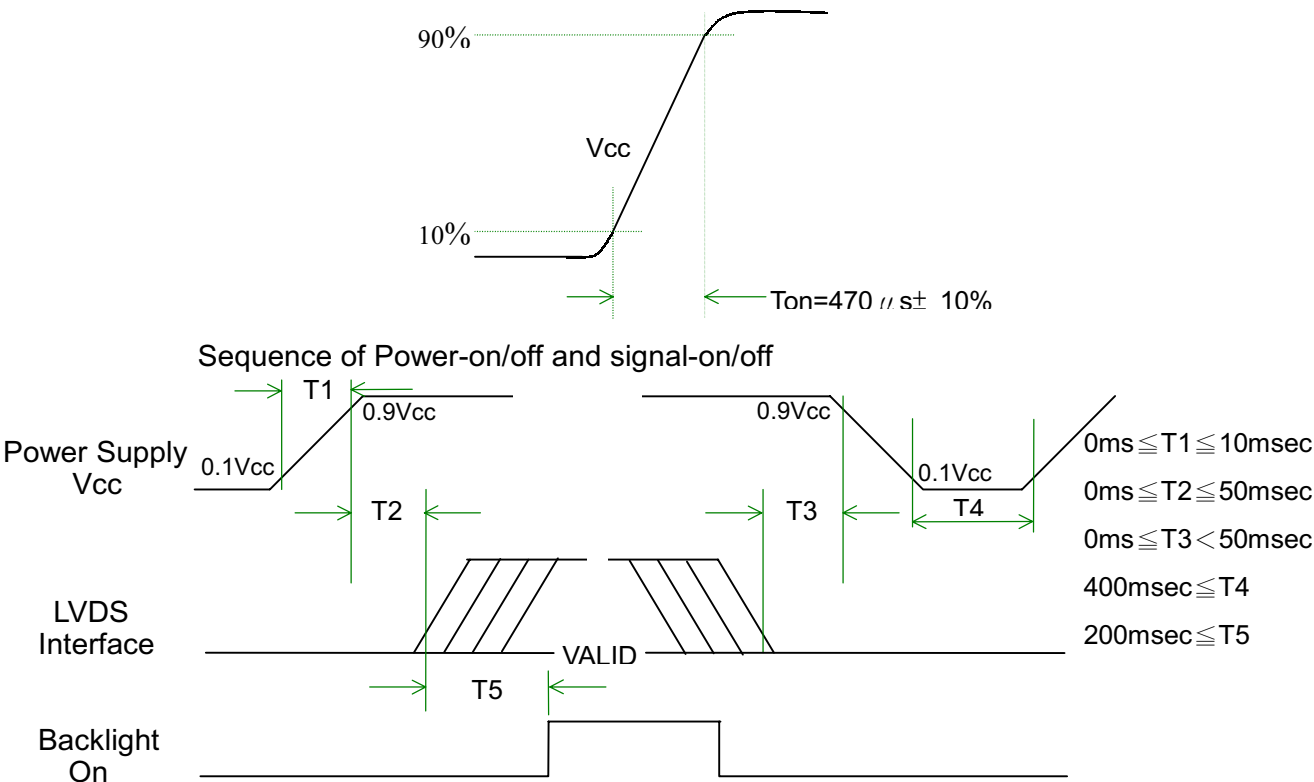 90%
Vcc
10%
Ton=470 μs± 10%
Sequence of Power-on/off and signal-on/off
T1
0.9Vcc
0.9Vcc
Power Supply
Vcc
0.1Vcc
0.1Vcc
T2
T3
T4
0ms≦T1≦10msec
0ms≦T2≦50msec
0ms≦T3<50msec
400msec≦T4
200msec≦T5
LVDS
Interface
VALID
T5
Backlight
On